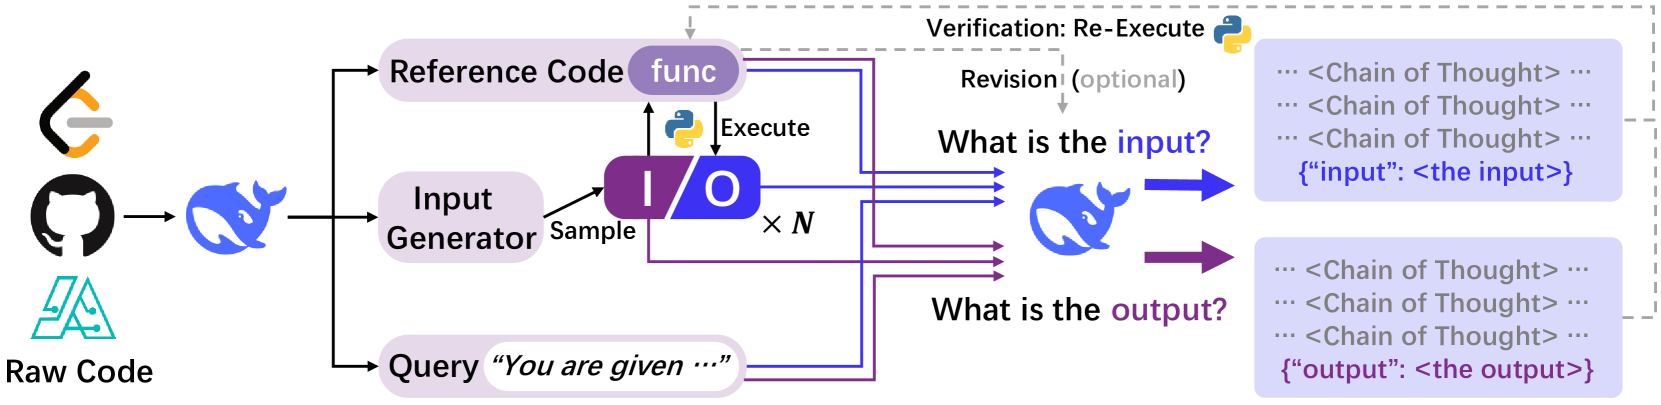 Verification: Re-Execute
Reference Code func
Revision (optional)
Execute
What is the input?
Input
Generator
Sample
I/O
× N
What is the output?
Query “You are given ···”
Raw Code
··· <Chain of Thought> ···
··· <Chain of Thought> ···
··· <Chain of Thought> ···
{“input”: <the input>}
··· <Chain of Thought> ···
··· <Chain of Thought> ···
··· <Chain of Thought> ···
{“output”: <the output>}